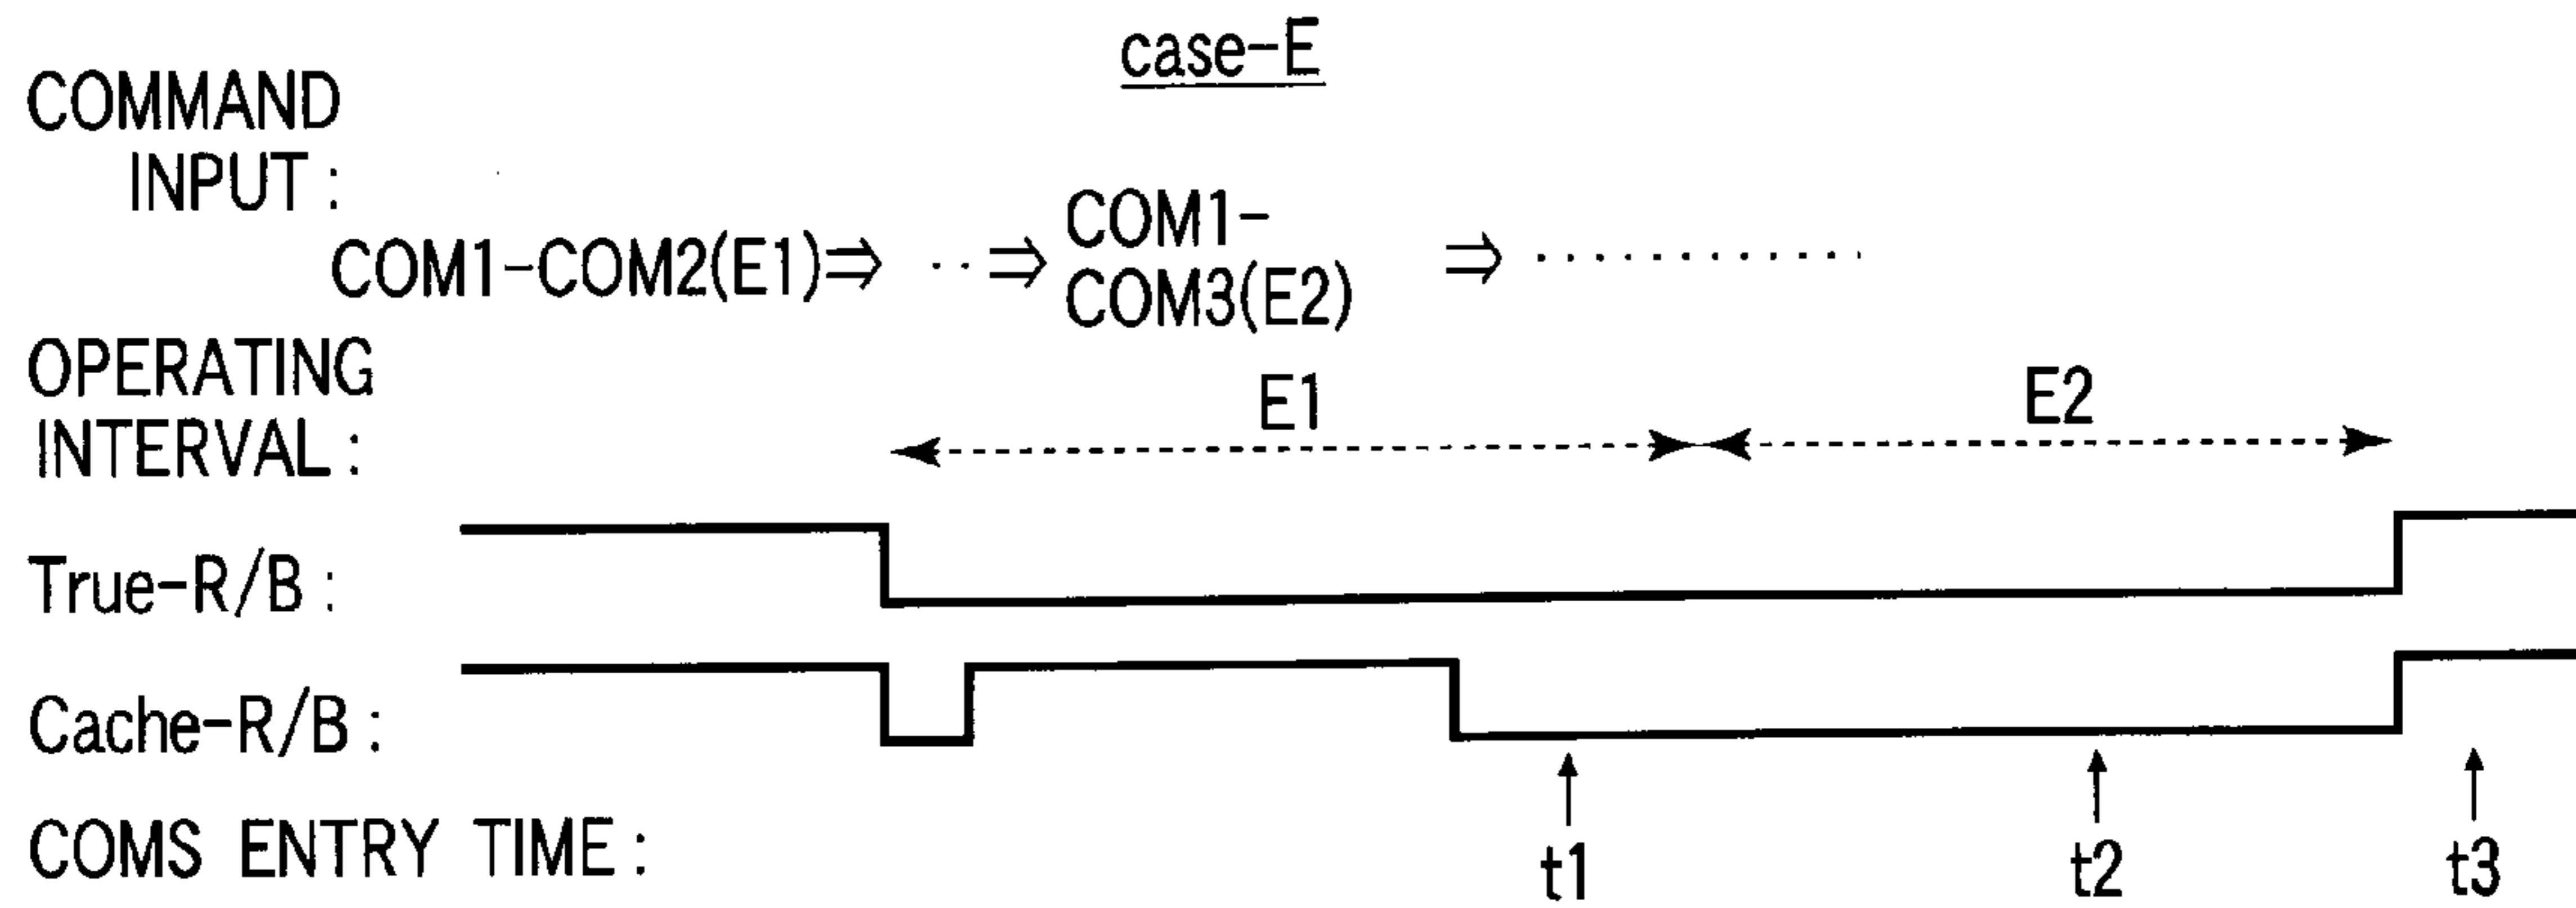 case-E
COMMAND
INPUT :
COM1-COM2(E1)⇒ ·· ⇒ COM1-
COM3(E2) ⇒ ············
OPERATING
INTERVAL :
E1
E2
True-R/B :
Cache-R/B :
COMS ENTRY TIME :
t1
t2
t3